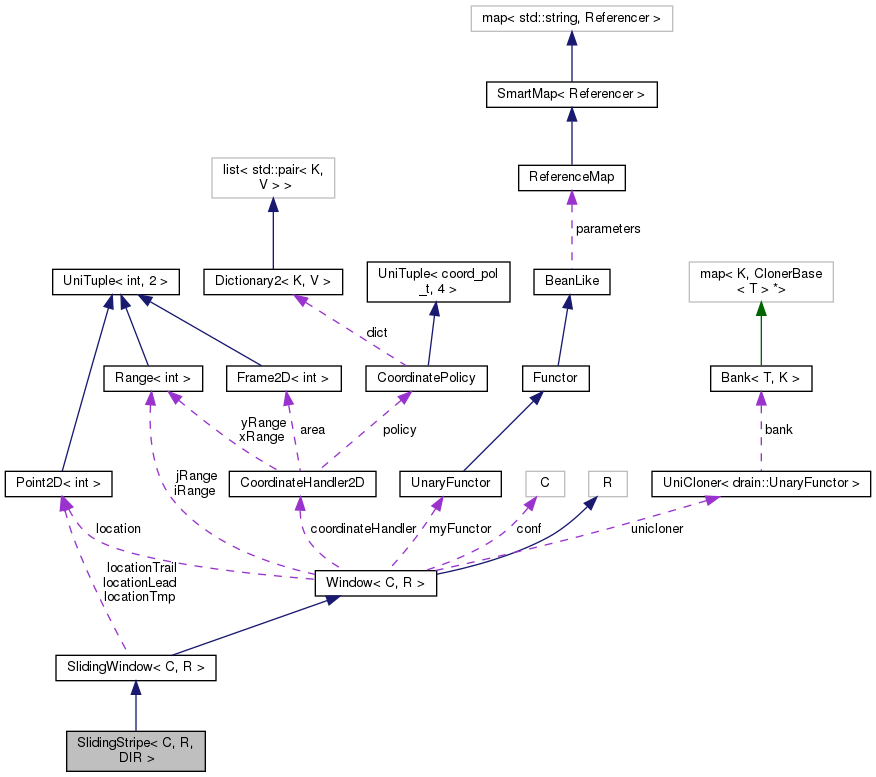 map< std::string, Referencer >
SmartMap< Referencer >
list< std::pair< K,
V > >
ReferenceMap
parameters
UniTuple< int, 2 >
Dictionary2< K, V >
UniTuple< coord_pol
_t, 4 >
BeanLike
map< K, ClonerBase
< T > *>
dict
Range< int >
Frame2D< int >
CoordinatePolicy
Functor
Bank< T, K >
yRange
xRange
area
policy
bank
Point2D< int >
jRange
iRange
CoordinateHandler2D
UnaryFunctor
C
R
UniCloner< drain::UnaryFunctor >
location
coordinateHandler
myFunctor
conf
unicloner
locationTrail
locationLead
locationTmp
Window< C, R >
SlidingWindow< C, R >
SlidingStripe< C, R,
DIR >